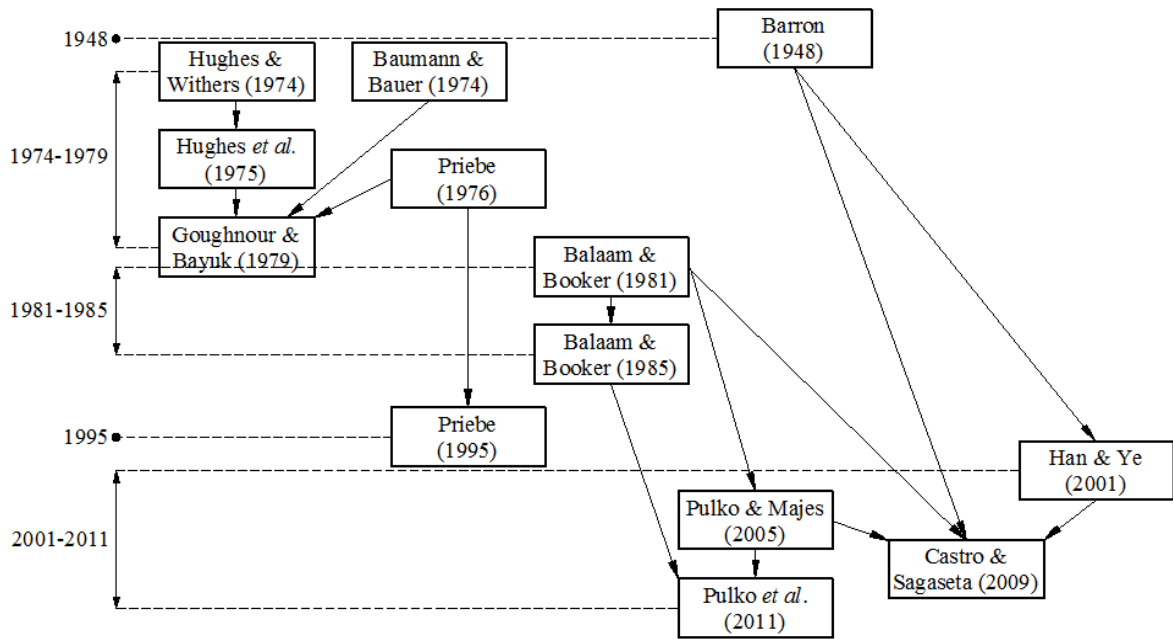 1948
Barron
(1948)
Hughes &
Withers (1974)
Baumann &
Bauer (1974)
1974-1979
Hughes et al.
(1975)
Priebe
(1976)
Goughnour &
Bayuk (1979)
Balaam &
Booker (1981)
1981-1985
Balaam &
Booker (1985)
1995
Priebe
(1995)
Han & Ye
(2001)
2001-2011
Pulko & Majes
(2005)
Castro &
Sagaseta (2009)
Pulko et al.
(2011)